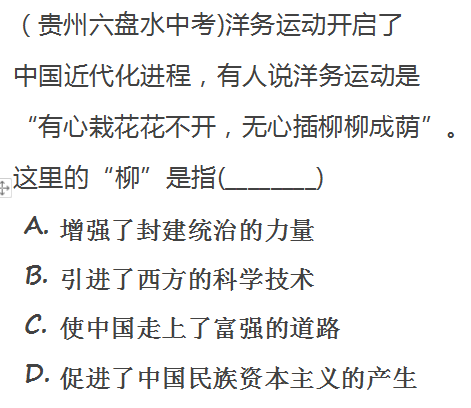 （贵州六盘水中考)洋务运动开启了
中国近代化进程，有人说洋务运动是
“有心栽花花不开，无心插柳柳成荫”。
这里的“柳”是指(________)
A. 增强了封建统治的力量
B. 引进了西方的科学技术
C. 使中国走上了富强的道路
D. 促进了中国民族资本主义的产生